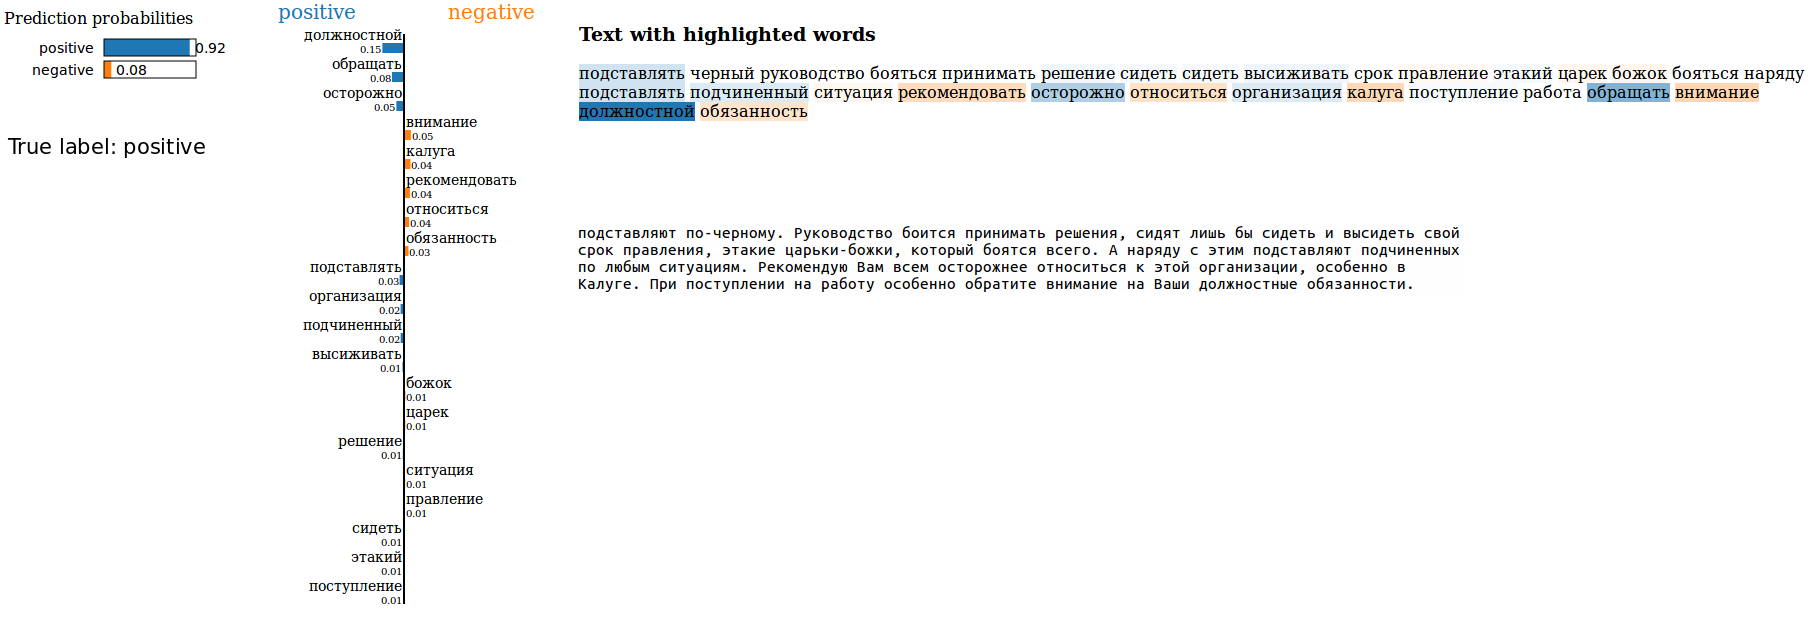 Prediction probabilities
positive 0.92
negative 0.08
True label: positive
positive negative
должностной
0.15
обращать
0.08
осторожно
0.05
внимание
0.05
калуга
0.04
рекомендовать
0.04
относиться
0.04
обязанность
0.03
подставлять
0.03
организация
0.02
подчиненный
0.02
высиживать
0.01
божок
0.01
царек
0.01
решение
0.01
ситуация
0.01
правление
0.01
сидеть
0.01
этакий
0.01
поступление
0.01
Text with highlighted words
подставлять черный руководство бояться принимать решение сидеть сидеть высиживать срок правление этакий царек божок бояться наряду
подставлять подчиненный ситуация рекомендовать осторожно относиться организация калуга поступление работа обращать внимание
должностной обязанность
подставляют по-черному. Руководство боится принимать решения, сидят лишь бы сидеть и высидеть свой
срок правления, этакие царьки-божки, который боятся всего. А наряду с этим подставляют подчиненных
по любым ситуациям. Рекомендую Вам всем осторожнее относиться к этой организации, особенно в
Калуге. При поступлении на работу особенно обратите внимание на Ваши должностные обязанности.